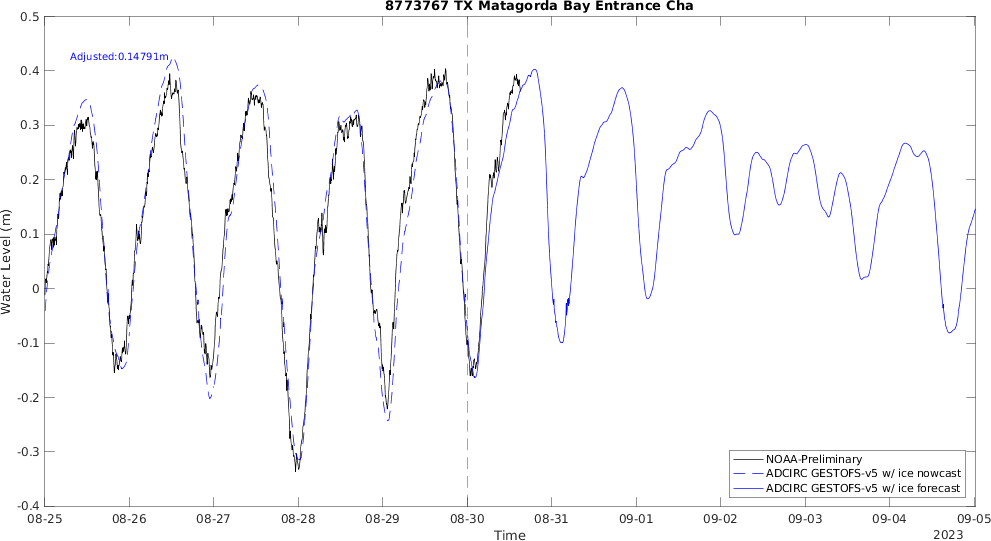 8773767 TX Matagorda Bay Entrance Cha
Adjusted:0.14791m
Water Level (m)
0.5
0.4
0.3
0.2
0.1
0
-0.1
-0.2
-0.3
-0.4
NOAA-Preliminary
ADCIRC GESTOFS-v5 w/ ice nowcast
ADCIRC GESTOFS-v5 w/ ice forecast
08-25 08-26 08-27 08-28 08-29 08-30 08-31 09-01 09-02 09-03 09-04 09-05
Time
2023